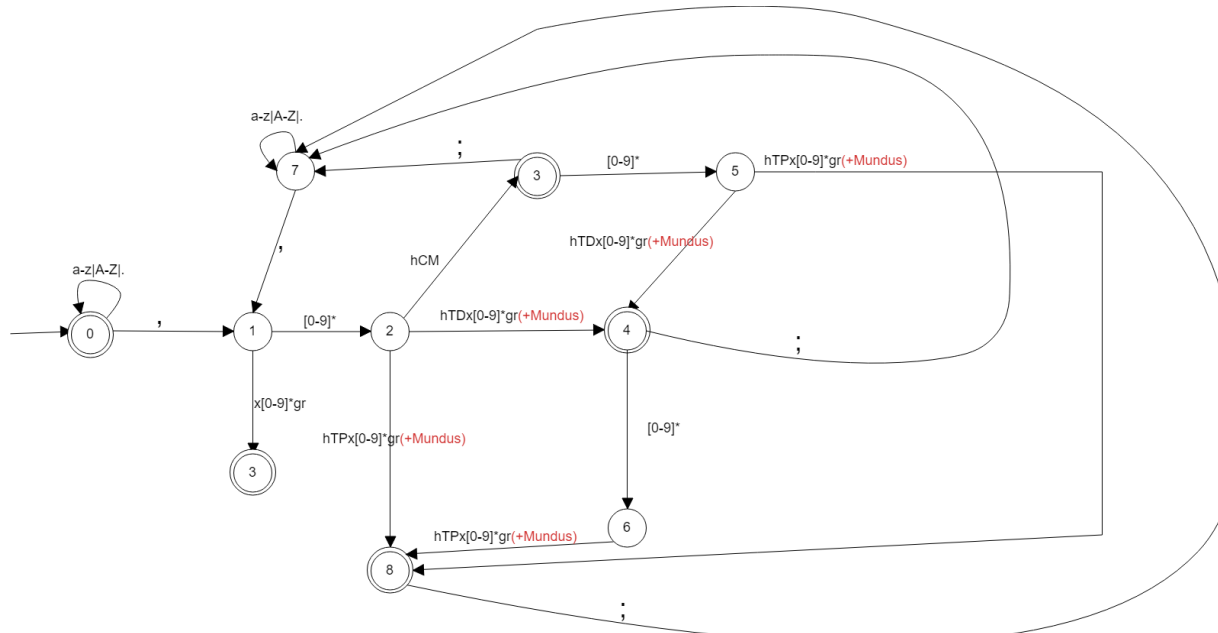 a-z|A-Z|.
;
7
3
[0-9]*
5
hTPx[0-9]*gr(+Mundus)
,
hTDx[0-9]*gr(+Mundus)
hCM
a-z|A-Z|.
0
,
1
[0-9]*
2
hTDx[0-9]*gr(+Mundus)
4
;
x[0-9]*gr
hTPx[0-9]*gr(+Mundus)
[0-9]*
3
6
hTPx[0-9]*gr(+Mundus)
8
;